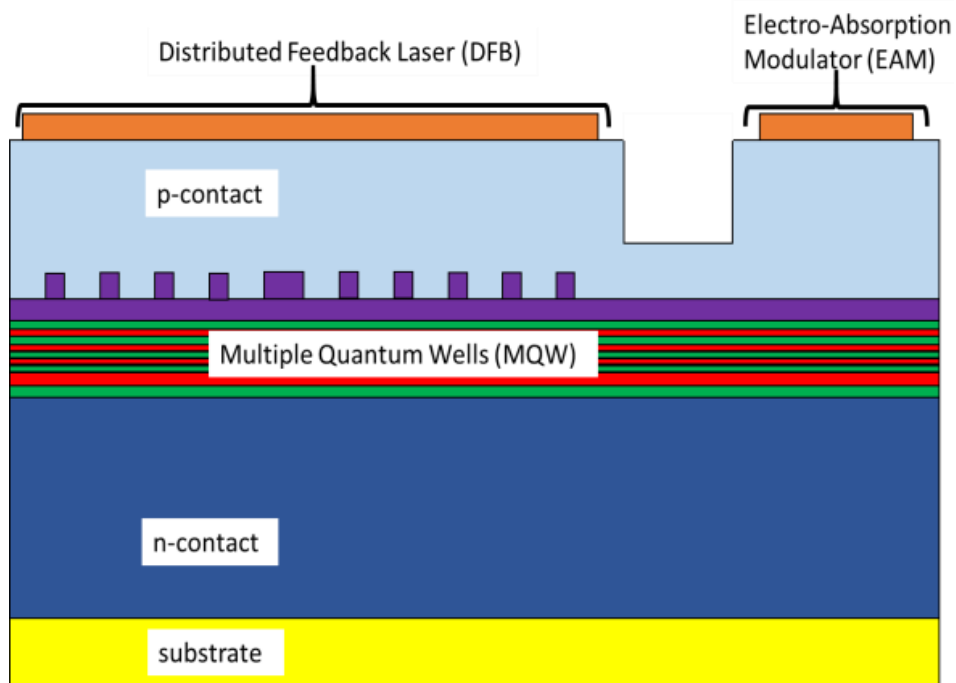 Distributed Feedback Laser (DFB)
Electro-Absorption
Modulator (EAM)
p-contact
Multiple Quantum Wells (MQW)
n-contact
substrate